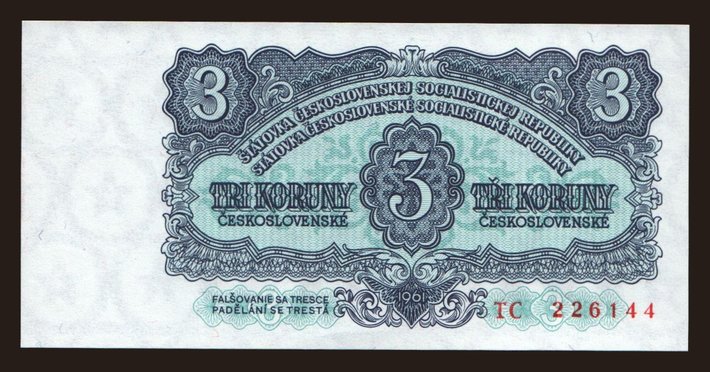 3 3
ŠTÁTOVKA ČESKOSLOVENSKEJ SOCIALISTICKEJ REPUBLIKY
STÁTOVKA ČESKOSLOVENSKÉ SOCIALISTICKÉ REPUBLIKY
TRI KORUNY 3 TŘI KORUNY
ČESKOSLOVENSKÉ ČESKOSLOVENSKÉ
FALŠOVANIE SA TRESCE 1961
PADĚLÁNÍ SE TRESTÁ TC 226144